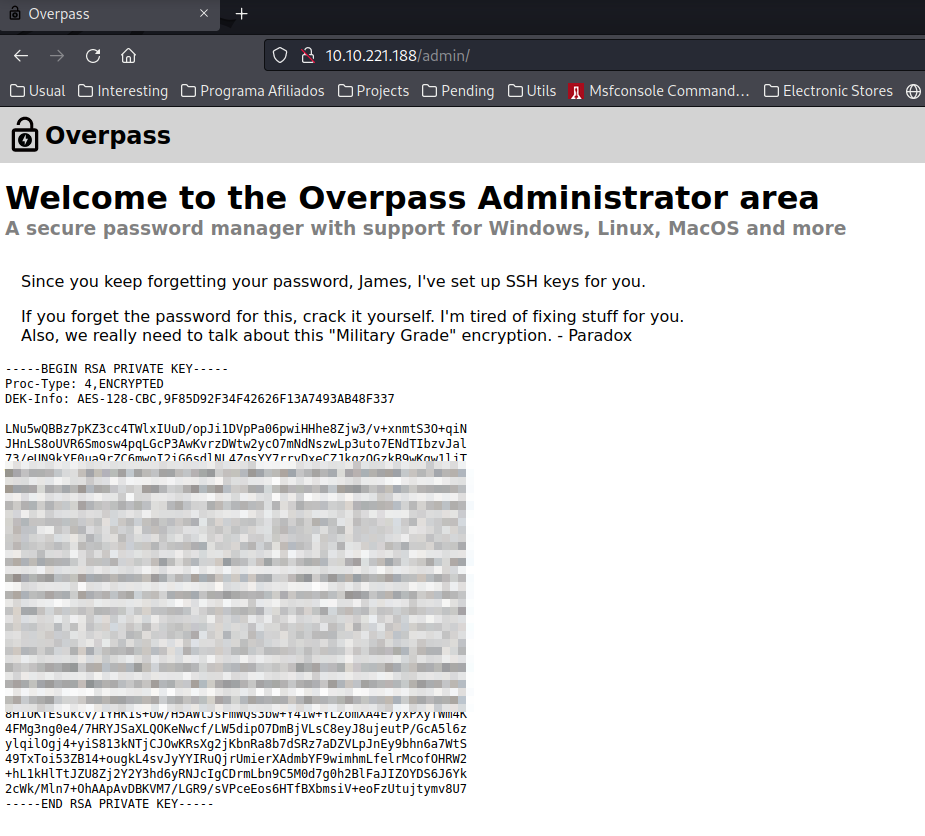 Overpass
10.10.221.188/admin/
Usual Interesting Programa Afiliados Projects Pending Utils Msfconsole Command... Electronic Stores
Overpass
Welcome to the Overpass Administrator area
A secure password manager with support for Windows, Linux, MacOS and more
Since you keep forgetting your password, James, I've set up SSH keys for you.
If you forget the password for this, crack it yourself. I'm tired of fixing stuff for you.
Also, we really need to talk about this "Military Grade" encryption. - Paradox
-----BEGIN RSA PRIVATE KEY-----
Proc-Type: 4,ENCRYPTED
DEK-Info: AES-128-CBC,9F85D92F34F42626F13A7493AB48F337
LNu5wQBBz7pKZ3cc4TWlxIUuD/opJi1DVpPa06pwiHHhe8Zjw3/v+xnmtS3O+qiN
JHnLS8oUVR6Smosw4pqLGcP3AwKvrzDWtw2ycO7mNdNszwLp3uto7ENdTIbzvJal
4FMg3ng0e4/7HRYJSaXLQOKeNwcf/LW5dipO7DmBjVLsC8eyJ8ujeutP/GcA5l6z
ylqilOgj4+yiS813kNTjCJOwKRsXg2jKbnRa8b7dSRz7aDZVLpJnEy9bhn6a7WtS
49TxToi53ZB14+ougkL4svJyYYIRuQjrUmierXAdmbYF9wimhmLfelrMcofOHRW2
+hL1kHlTtJZU8Zj2Y2Y3hd6yRNJcIgCDrmLbn9C5M0d7g0h2BlFaJIZOYDS6J6Yk
2cWk/Mln7+OhAApAvDBKVM7/LGR9/sVPceEos6HTfBXbmsiV+eoFzUtujtymv8U7
-----END RSA PRIVATE KEY-----